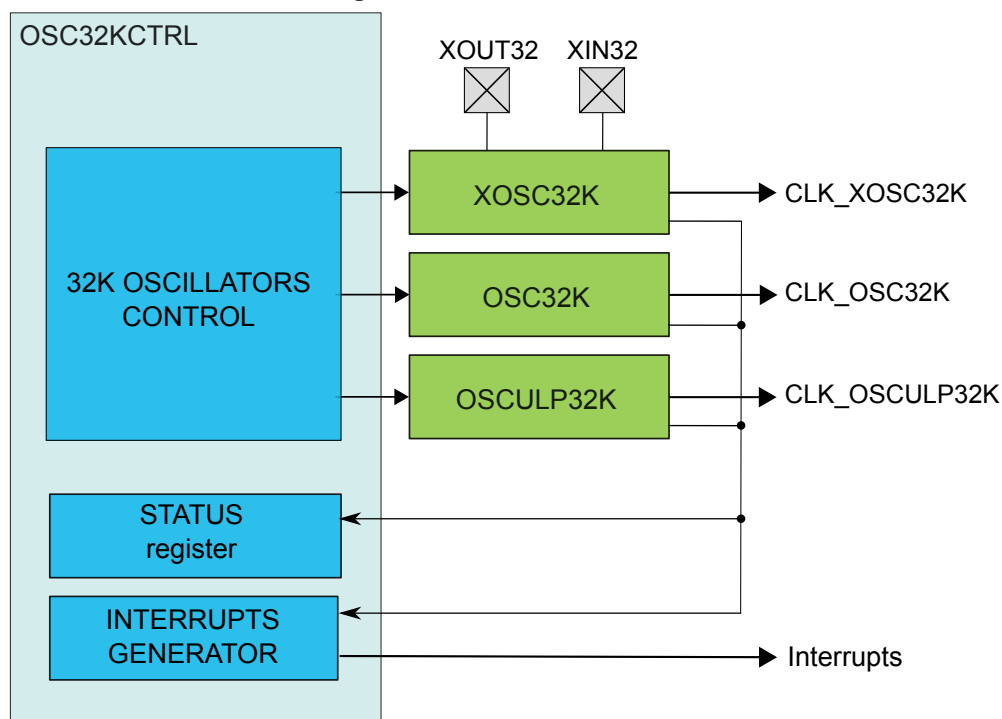 OSC32KCTRL
XOUT32
XIN32
32K OSCILLATORS
CONTROL
XOSC32K
CLK_XOSC32K
OSC32K
CLK_OSC32K
OSCULP32K
CLK_OSCULP32K
STATUS
register
INTERRUPTS
GENERATOR
Interrupts